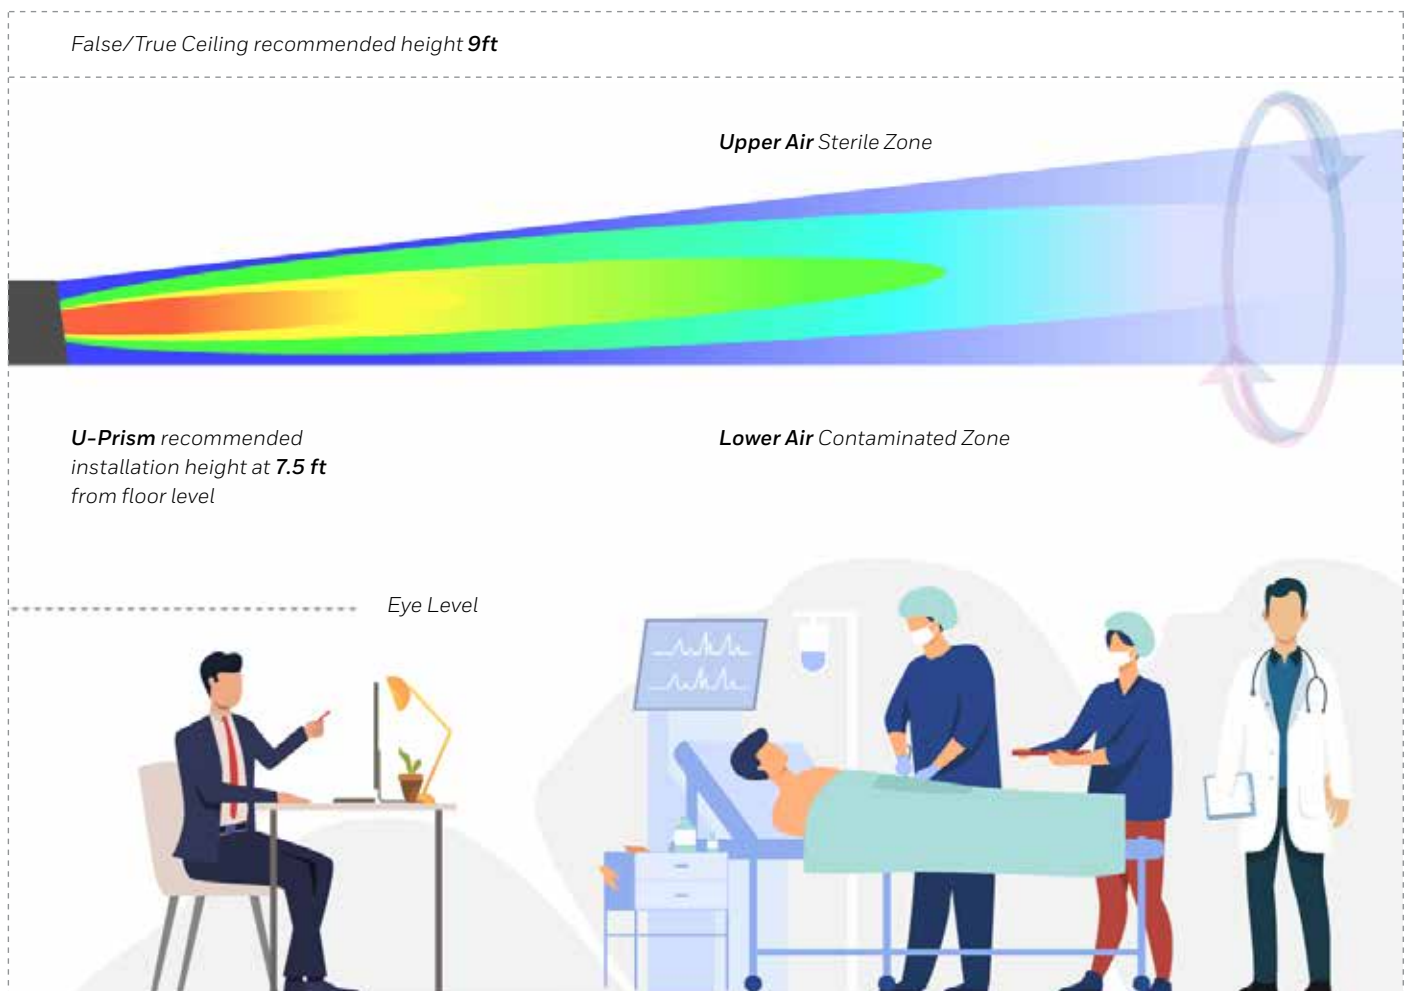 False/True Ceiling recommended height 9ft
Upper Air Sterile Zone
U-Prism recommended
installation height at 7.5 ft
from floor level
Lower Air Contaminated Zone
Eye Level